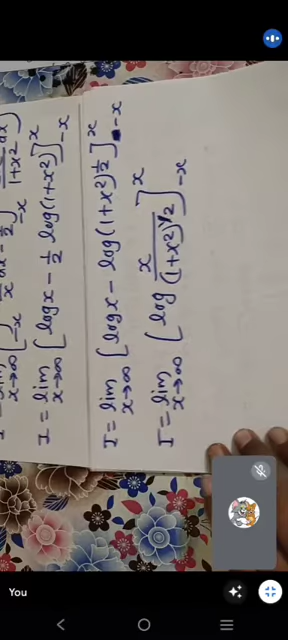 I = lim x→∞ [log x − 1/2 log(1+x²)]ˣ₋ₓ
I = lim x→∞ [log x − log(1+x²)^1/2]ˣ₋ₓ
I = lim x→∞ [log x/(1+x²)^1/2]ˣ₋ₓ
You